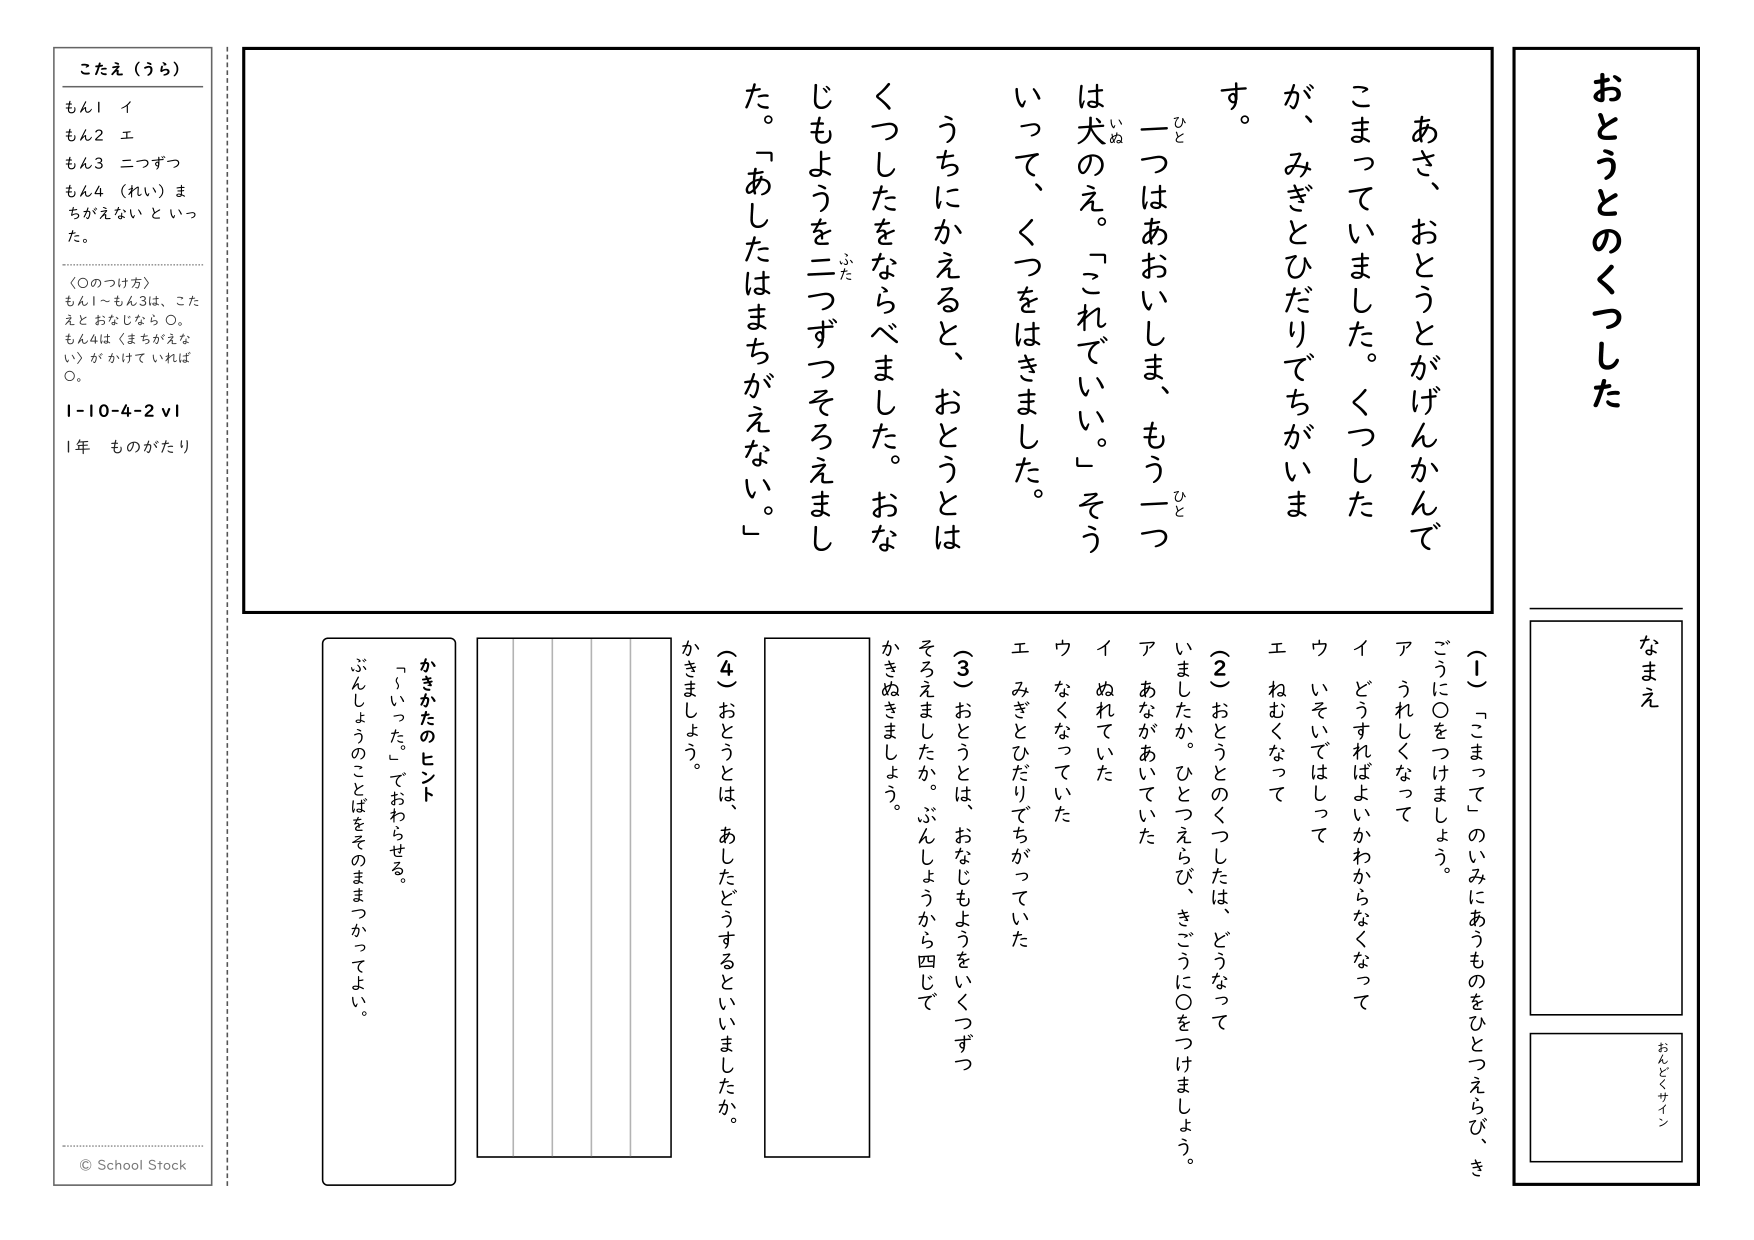 おとうとのくつした
なまえ
おんどくサイン
あさ、おとうとがげんかんで
こまっていました。くつした
が、みぎとひだりでちがいま
す。
一つはあおいしま、もう一つ
ひと
ひと
は犬のえ。「これでいい。」そう
いぬ
いって、くつをはきました。
うちにかえると、おとうとは
くつしたをならべました。おな
じもようを二つずつそろえまし
ふた
た。「あしたはまちがえない。」
(1)「こまって」のいみにあうものをひとつえらび、き
ごうに〇をつけましょう。
ア うれしくなって
イ どうすればよいかわからなくなって
ウ いそいではしって
エ ねむくなって
(2)おとうとのくつしたは、どうなって
いましたか。ひとつえらび、きごうに〇をつけましょう。
ア あながあいていた
イ ぬれていた
ウ なくなっていた
エ みぎとひだりでちがっていた
(3)おとうとは、おなじもようをいくつずつ
そろえましたか。ぶんしょうから四じで
かきぬきましょう。
(4)おとうとは、あしたどうするといいましたか。
かきましょう。
かきかたの ヒント
「～いった。」でおわらせる。
ぶんしょうのことばをそのままつかってよい。
こたえ（うら）
もん1 イ
もん2 エ
もん3 二つずつ
もん4 （れい）ま
ちがえない と いっ
た。
〈〇のつけ方〉
もん1～もん3は、こた
えと おなじなら 〇。
もん4は〈まちがえな
い〉が かけて いれば
〇。
1-10-4-2 v1
1年 ものがたり
© School Stock